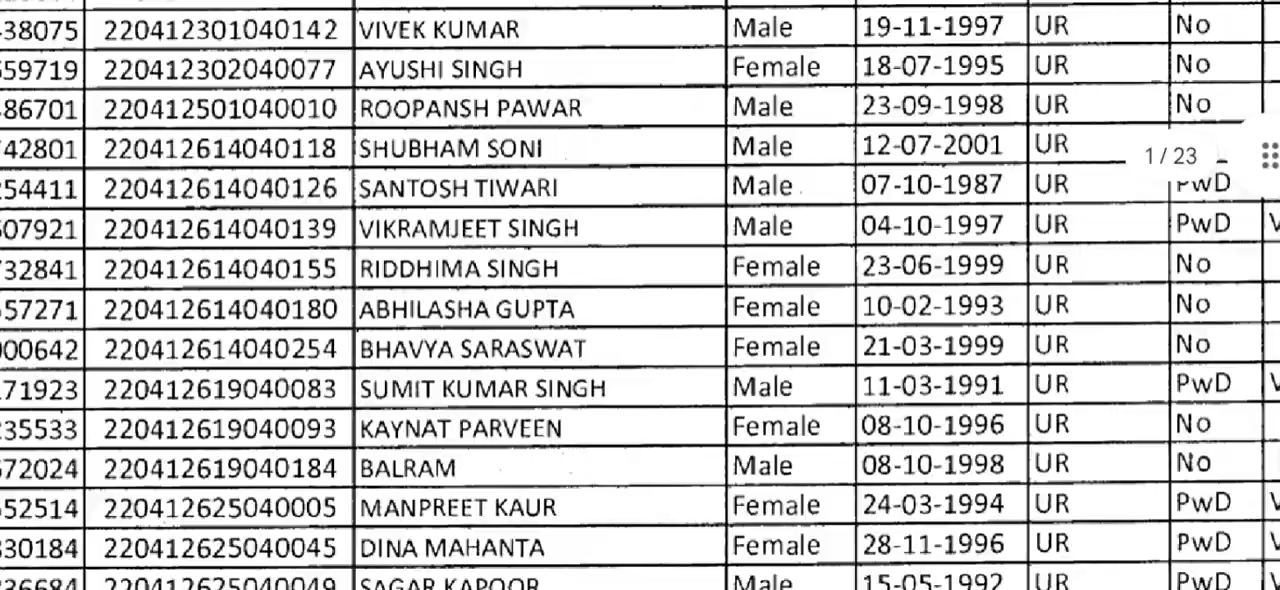 38075 220412301040142 VIVEK KUMAR Male 19-11-1997 UR No
59719 220412302040077 AYUSHI SINGH Female 18-07-1995 UR No
86701 220412501040010 ROOPANSH PAWAR Male 23-09-1998 UR No
42801 220412614040118 SHUBHAM SONI Male 12-07-2001 UR
1/23
254411 220412614040126 SANTOSH TIWARI Male 07-10-1987 UR PwD
507921 220412614040139 VIKRAMJEET SINGH Male 04-10-1997 UR PwD
732841 220412614040155 RIDDHIMA SINGH Female 23-06-1999 UR No
57271 220412614040180 ABHILASHA GUPTA Female 10-02-1993 UR No
00642 220412614040254 BHAVYA SARASWAT Female 21-03-1999 UR No
71923 220412619040083 SUMIT KUMAR SINGH Male 11-03-1991 UR PwD
235533 220412619040093 KAYNAT PARVEEN Female 08-10-1996 UR No
72024 220412619040184 BALRAM Male 08-10-1998 UR No
52514 220412625040005 MANPREET KAUR Female 24-03-1994 UR PwD
30184 220412625040045 DINA MAHANTA Female 28-11-1996 UR PwD
36684 220412625040049 SAGAR KAPOOR Male 15-05-1992 UR PwD